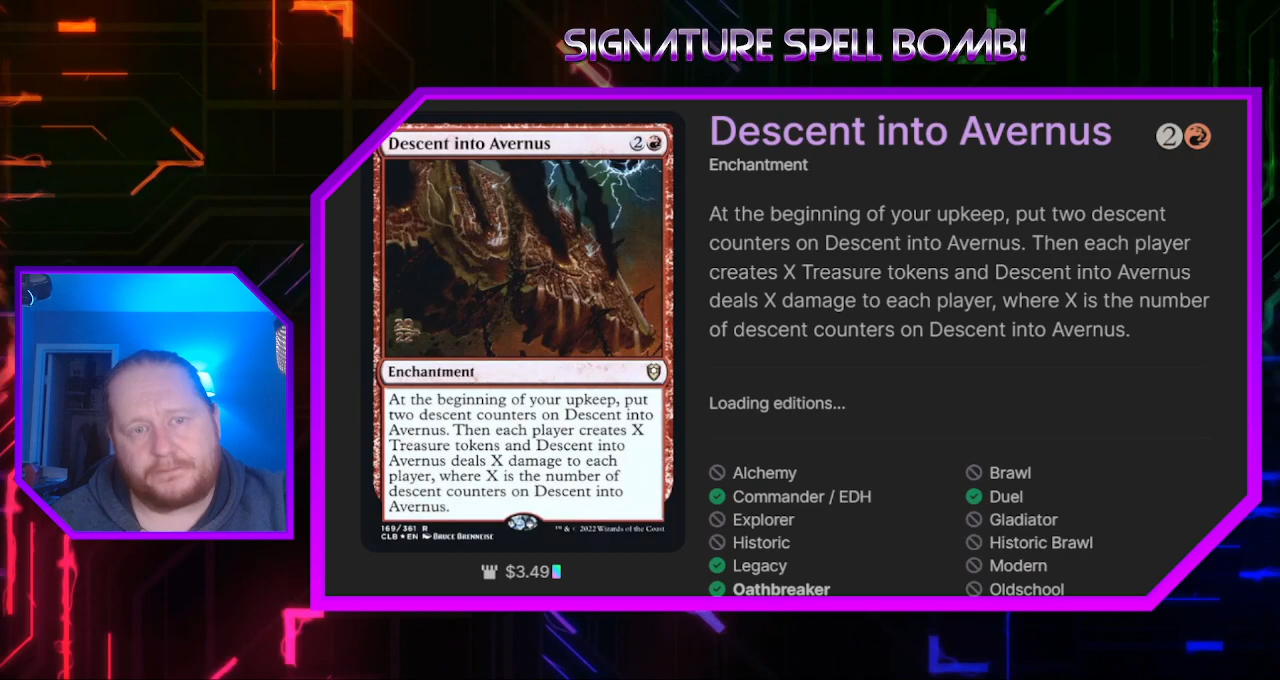 SIGNATURE SPELL BOMB!
Descent into Avernus 2
Enchantment
At the beginning of your upkeep, put
two descent counters on Descent into
Avernus. Then each player creates X
Treasure tokens and Descent into
Avernus deals X damage to each
player, where X is the number of
descent counters on Descent into
Avernus.
169/361 R
CLB ★ EN BRUCE BRENNEISE
™ & © 2022 Wizards of the Coast
$3.49
Descent into Avernus 2
Enchantment
At the beginning of your upkeep, put two descent
counters on Descent into Avernus. Then each player
creates X Treasure tokens and Descent into Avernus
deals X damage to each player, where X is the number
of descent counters on Descent into Avernus.
Loading editions...
Alchemy
Commander / EDH
Explorer
Historic
Legacy
Oathbreaker
Brawl
Duel
Gladiator
Historic Brawl
Modern
Oldschool